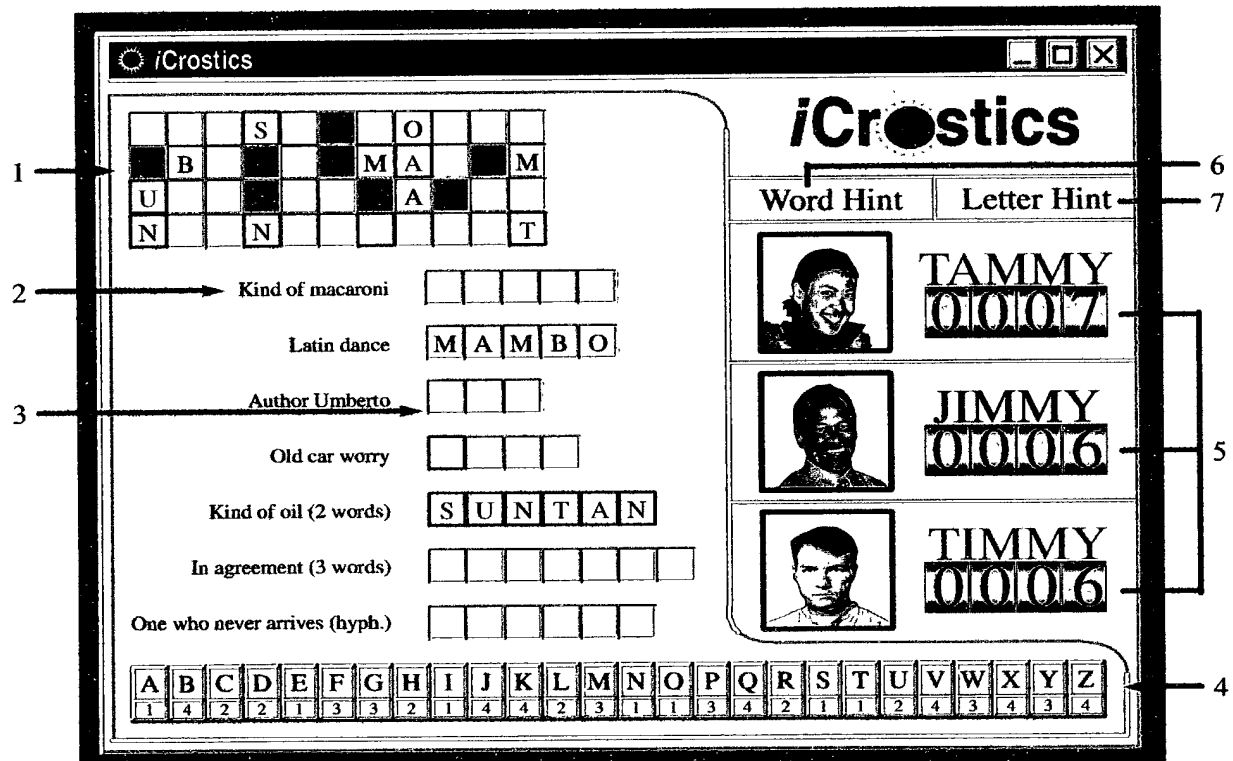 iCrostics
iCrostics
S O
B M A M
U A
N N T
1
6
Word Hint Letter Hint
7
TAMMY
0007
2
Kind of macaroni
Latin dance MAMBO
JIMMY
0006
5
3
Author Umberto
Old car worry
Kind of oil (2 words) SUNTAN
TIMMY
0006
In agreement (3 words)
One who never arrives (hyph.)
A B C D E F G H I J K L M N O P Q R S T U V W X Y Z
1 4 2 2 1 3 3 2 1 4 4 2 3 1 1 3 4 2 1 1 2 4 3 4 3 4
4